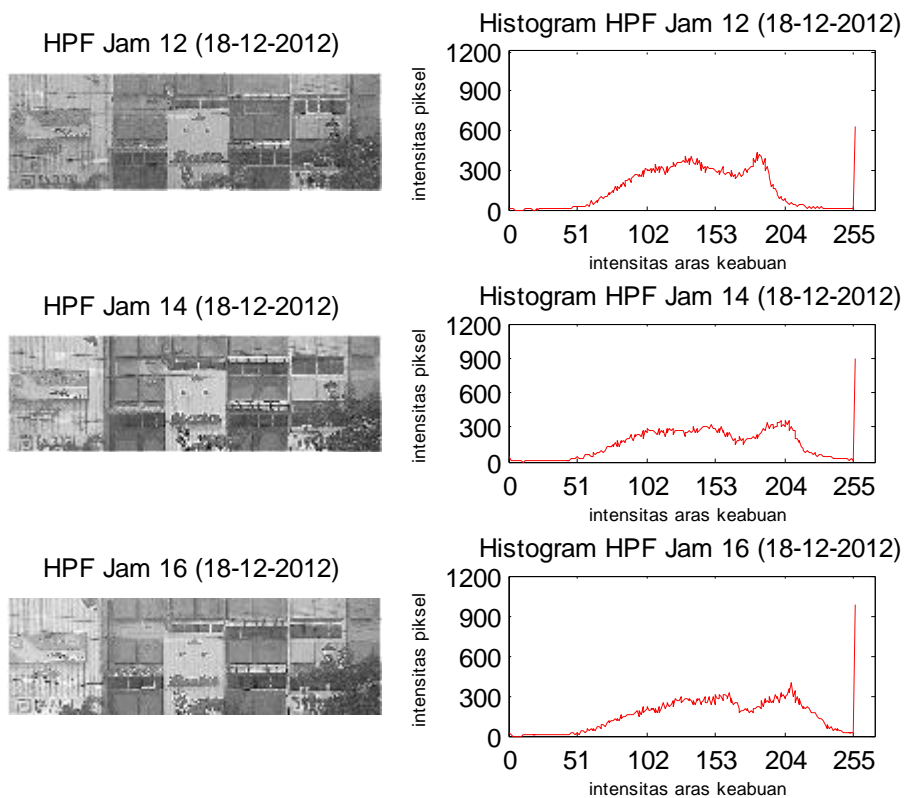 HPF Jam 12 (18-12-2012)
Histogram HPF Jam 12 (18-12-2012)
intensitas piksel
1200
900
600
300
0
0 51 102 153 204 255
intensitas aras keabuan
HPF Jam 14 (18-12-2012)
Histogram HPF Jam 14 (18-12-2012)
intensitas piksel
1200
900
600
300
0
0 51 102 153 204 255
intensitas aras keabuan
HPF Jam 16 (18-12-2012)
Histogram HPF Jam 16 (18-12-2012)
intensitas piksel
1200
900
600
300
0
0 51 102 153 204 255
intensitas aras keabuan